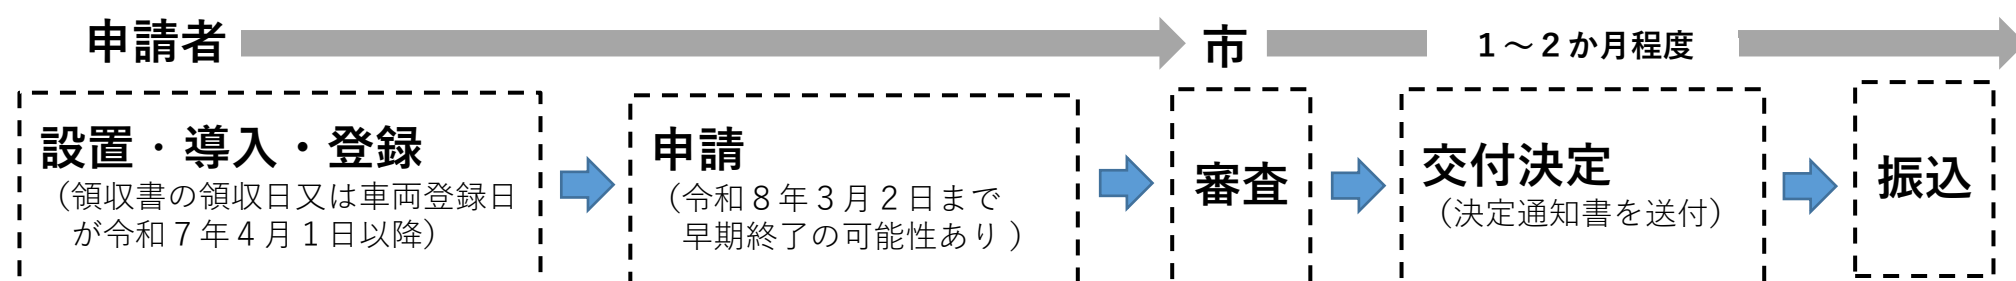 申請者 市 1～2か月程度
設置・導入・登録
（領収書の領収日又は車両登録日
が令和7年4月1日以降）
申請
（令和8年3月2日まで
早期終了の可能性あり）
審査
交付決定
（決定通知書を送付）
振込